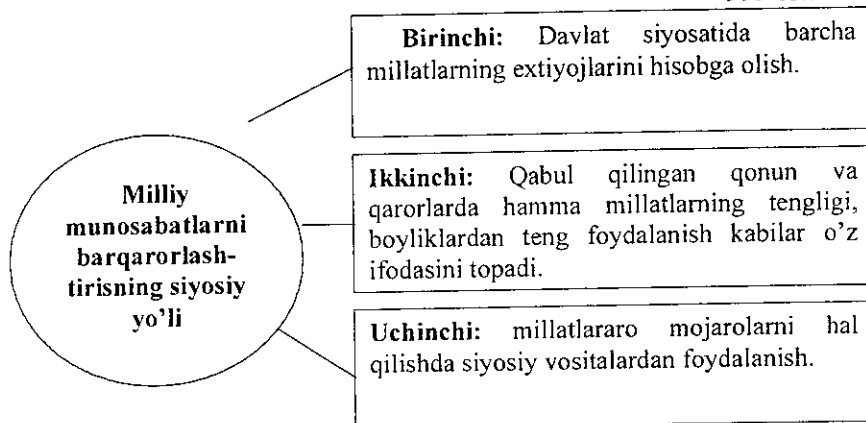 Milliy
munosabatlarni
barqarorlash-
tirisning siyosiy
yo'li
Birinchi: Davlat siyosatida barcha
millatlarning extiyojlarini hisobga olish.
Ikkinchi: Qabul qilingan qonun va
qarorlarda hamma millatlarning tengligi,
boyliklardan teng foydalanish kabilar o'z
ifodasini topadi.
Uchinchi: millatlararo mojarolarni hal
qilishda siyosiy vositalardan foydalanish.